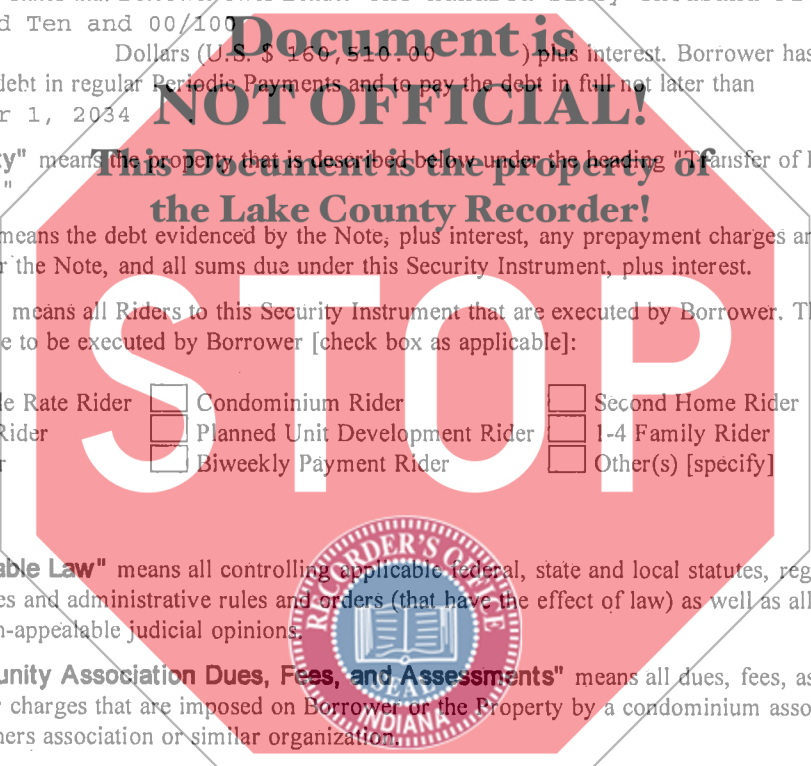 d Ten and 00/100
Document is
Dollars (U.S. $ 160,510.00 ) plus interest. Borrower has
debt in regular Periodic Payments and to pay the debt in full not later than
r 1, 2034
NOT OFFICIAL!
ty" means the property that is described below under the heading "Transfer of
"
This Document is the property of
the Lake County Recorder!
means the debt evidenced by the Note, plus interest, any prepayment charges an
r the Note, and all sums due under this Security Instrument, plus interest.
means all Riders to this Security Instrument that are executed by Borrower. Th
e to be executed by Borrower [check box as applicable]:
STOP
le Rate Rider Condominium Rider Second Home Rider
Rider Planned Unit Development Rider 1-4 Family Rider
r Biweekly Payment Rider Other(s) [specify]
able Law" means all controlling applicable federal, state and local statutes, reg
es and administrative rules and orders (that have the effect of law) as well as all
n-appealable judicial opinions.
RECORDER'S OFFICE
SEAL
INDIANA
unity Association Dues, Fees, and Assessments" means all dues, fees, as
r charges that are imposed on Borrower or the Property by a condominium asso
ners association or similar organization.